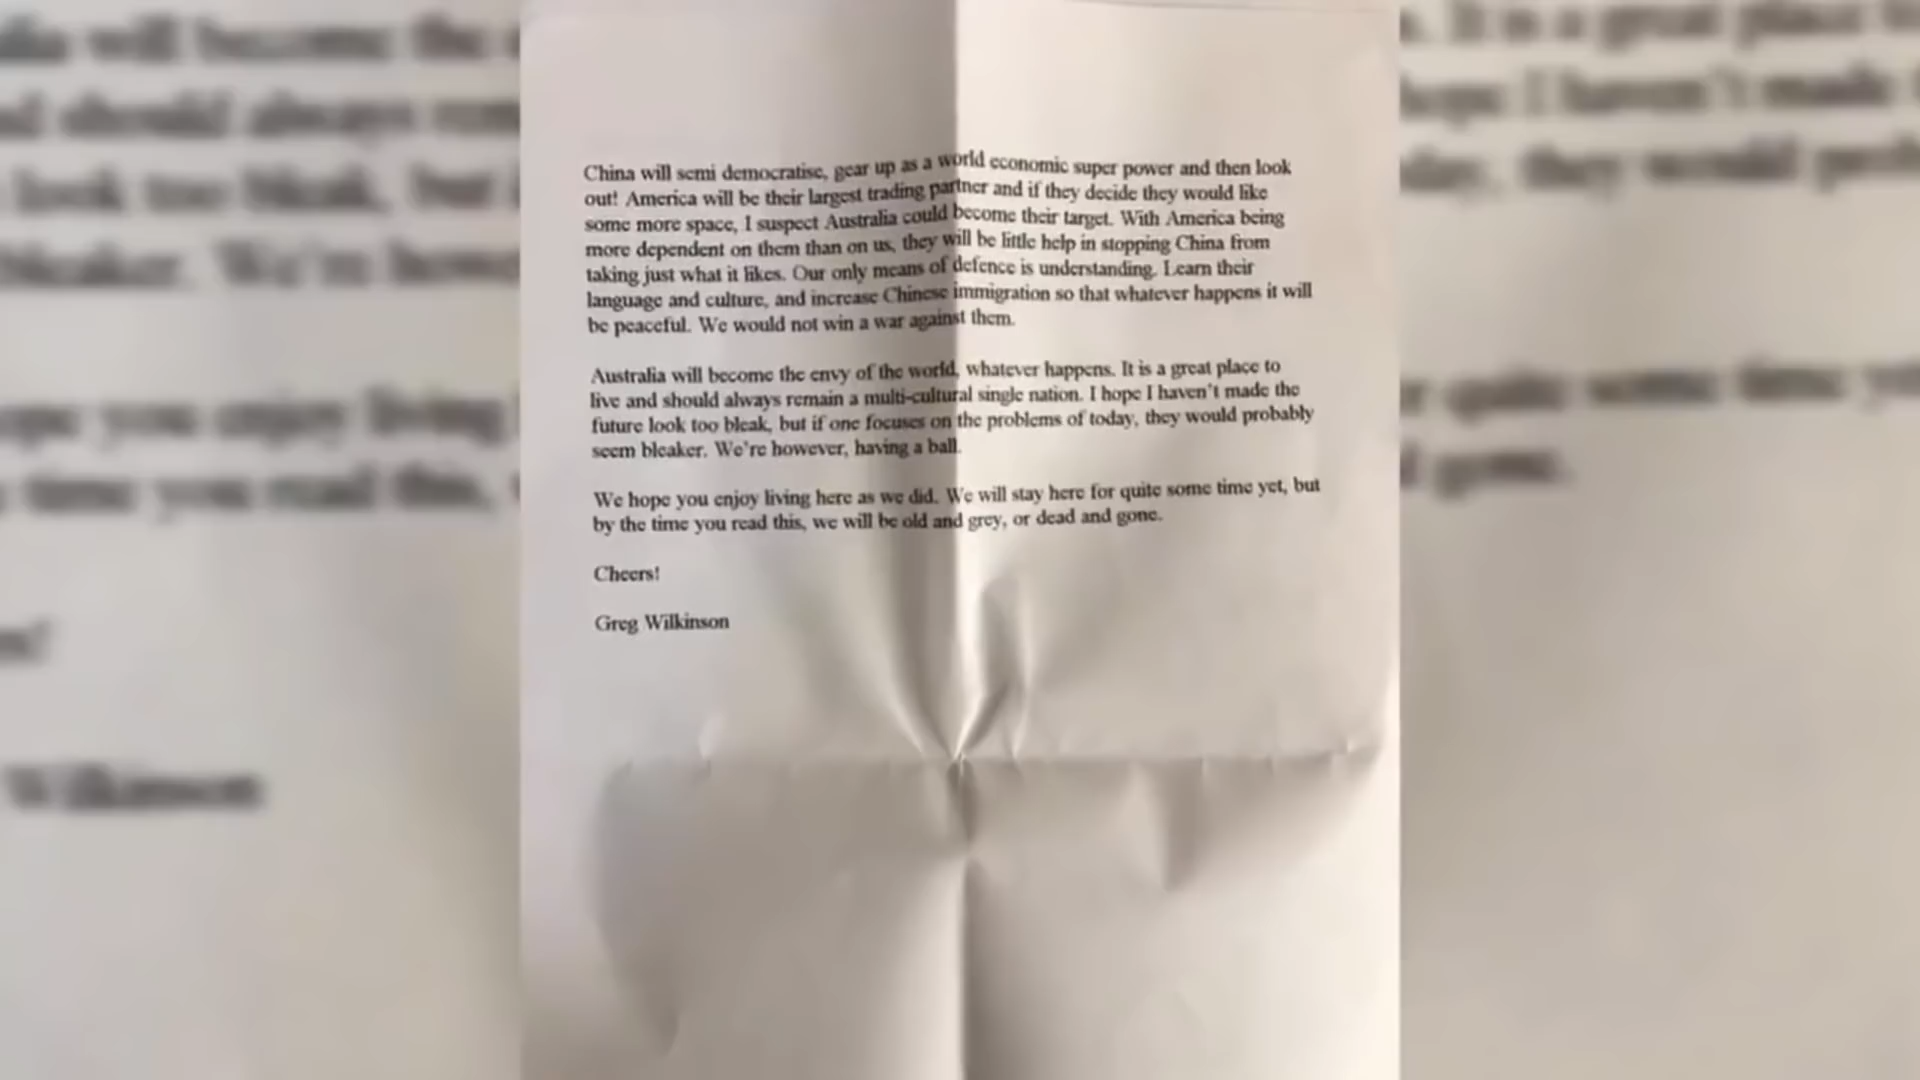 China will semi democratise, gear up as a world economic super power and then look
out! America will be their largest trading partner and if they decide they would like
some more space, I suspect Australia could become their target. With America being
more dependent on them than on us, they will be little help in stopping China from
taking just what it likes. Our only means of defence is understanding. Learn their
language and culture, and increase Chinese immigration so that whatever happens it will
be peaceful. We would not win a war against them.
Australia will become the envy of the world, whatever happens. It is a great place to
live and should always remain a multi-cultural single nation. I hope I haven't made the
future look too bleak, but if one focuses on the problems of today, they would probably
seem bleaker. We're however, having a ball.
We hope you enjoy living here as we did. We will stay here for quite some time yet, but
by the time you read this, we will be old and grey, or dead and gone.
Cheers!
Greg Wilkinson